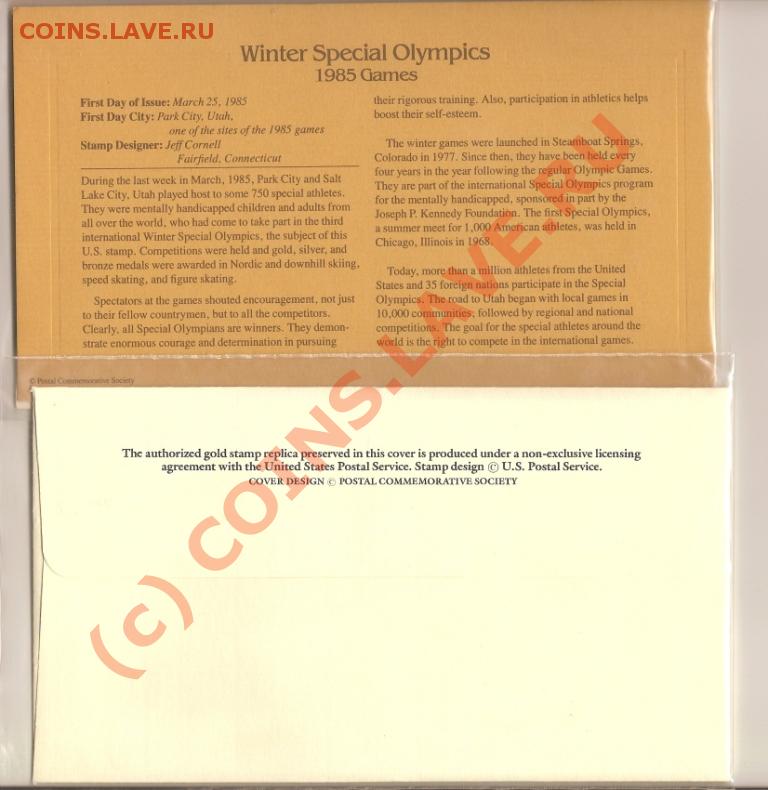 COINS.LAVE.RU
Winter Special Olympics
1985 Games
First Day of Issue: March 25, 1985
First Day City: Park City, Utah,
one of the sites of the 1985 games
Stamp Designer: Jeff Cornell
Fairfield, Connecticut
During the last week in March, 1985, Park City and Salt
Lake City, Utah played host to some 750 special athletes.
They were mentally handicapped children and adults from
all over the world, who had come to take part in the third
international Winter Special Olympics, the subject of this
U.S. stamp. Competitions were held and gold, silver, and
bronze medals were awarded in Nordic and downhill skiing,
speed skating, and figure skating.
Spectators at the games shouted encouragement, not just
to their fellow countrymen, but to all the competitors.
Clearly, all Special Olympians are winners. They demon-
strate enormous courage and determination in pursuing
their rigorous training. Also, participation in athletics helps
boost their self-esteem.
The winter games were launched in Steamboat Springs,
Colorado in 1977. Since then, they have been held every
four years in the year following the regular Olympic Games.
They are part of the international Special Olympics program
for the mentally handicapped, sponsored in part by the
Joseph P. Kennedy Foundation. The first Special Olympics,
a summer meet for 1,000 American athletes, was held in
Chicago, Illinois in 1968.
Today, more than a million athletes from the United
States and 35 foreign nations participate in the Special
Olympics. The road to Utah began with local games in
10,000 communities, followed by regional and national
competitions. The goal for the special athletes around the
world is the right to compete in the international games.
© Postal Commemorative Society
The authorized gold stamp replica preserved in this cover is produced under a non-exclusive licensing
agreement with the United States Postal Service. Stamp design © U.S. Postal Service.
COVER DESIGN © POSTAL COMMEMORATIVE SOCIETY
(c) COINS.LAVE.RU